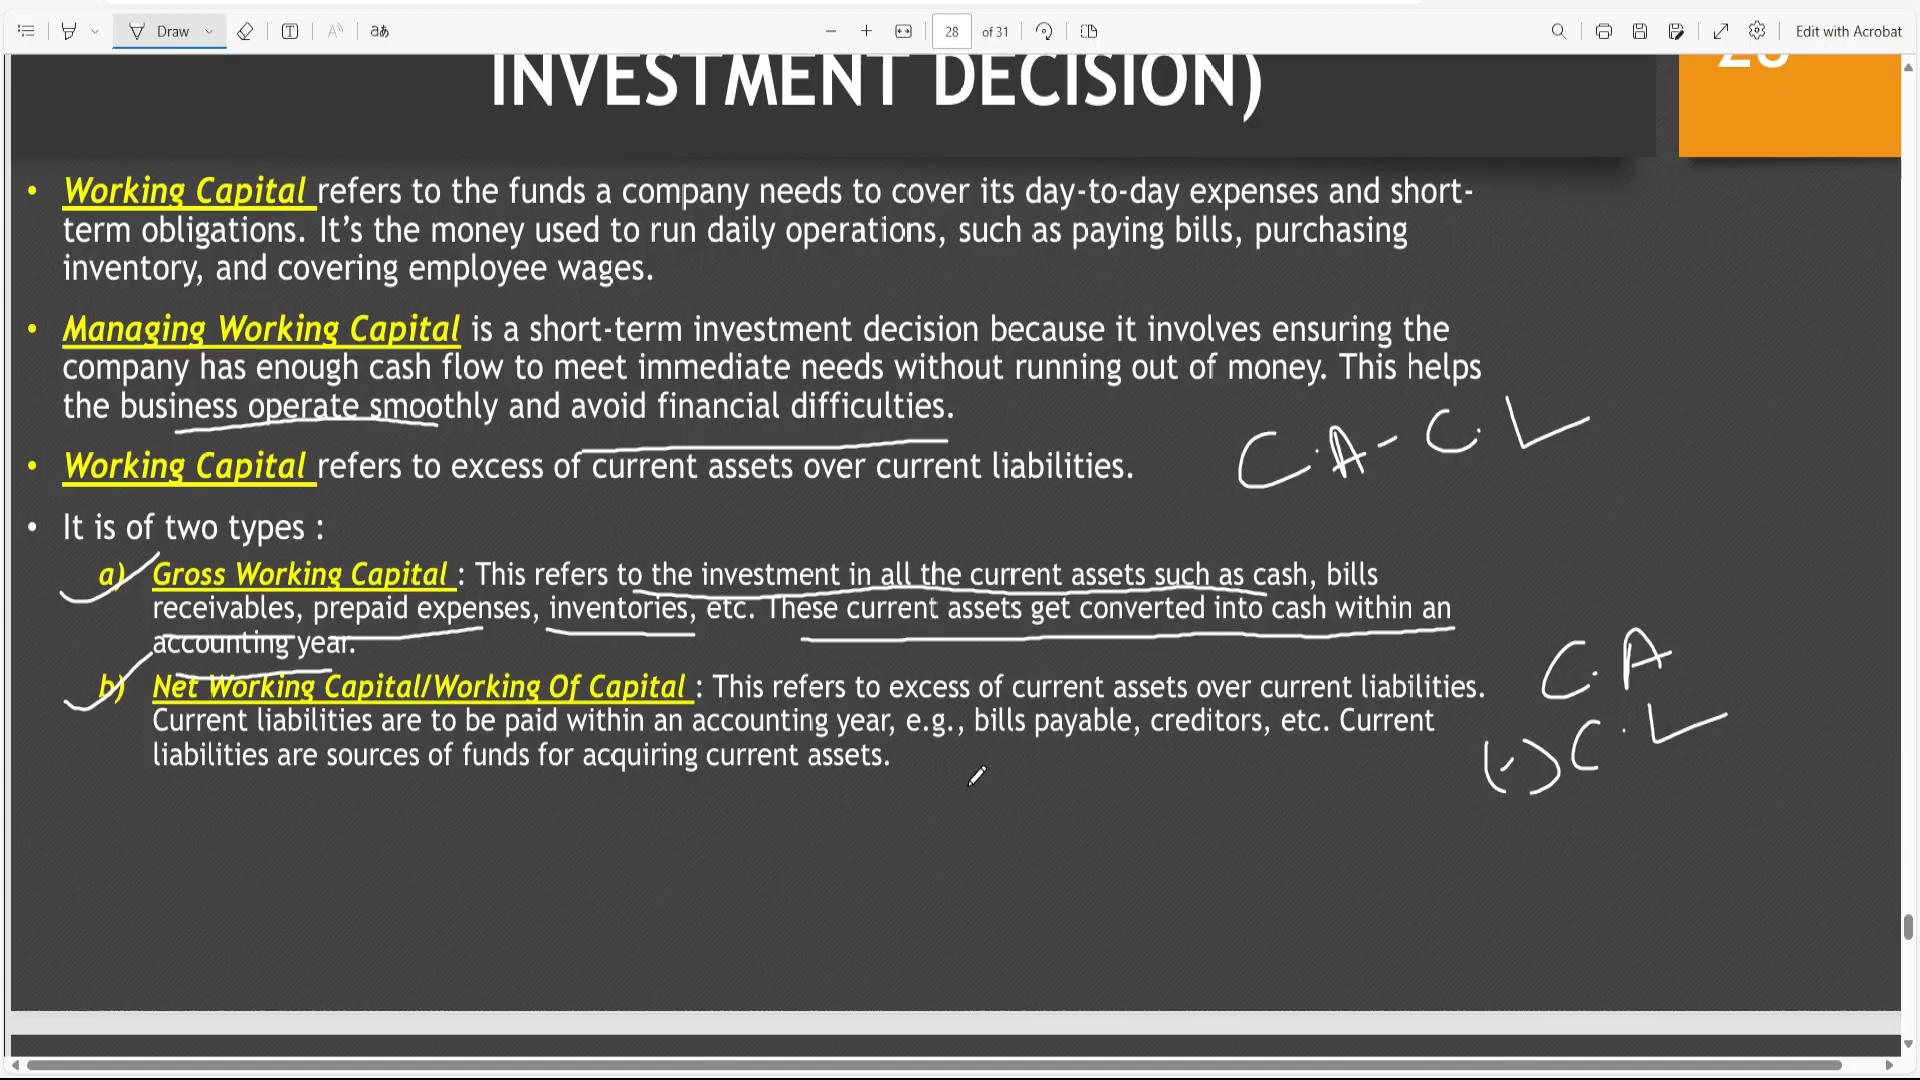 Draw
28 of 31
Edit with Acrobat
INVESTMENT DECISION)
• Working Capital refers to the funds a company needs to cover its day-to-day expenses and short-
term obligations. It’s the money used to run daily operations, such as paying bills, purchasing
inventory, and covering employee wages.
• Managing Working Capital is a short-term investment decision because it involves ensuring the
company has enough cash flow to meet immediate needs without running out of money. This helps
the business operate smoothly and avoid financial difficulties.
• Working Capital refers to excess of current assets over current liabilities.
C.A - C.L
• It is of two types :
a) Gross Working Capital : This refers to the investment in all the current assets such as cash, bills
receivables, prepaid expenses, inventories, etc. These current assets get converted into cash within an
accounting year.
b) Net Working Capital/Working Of Capital : This refers to excess of current assets over current liabilities.
Current liabilities are to be paid within an accounting year, e.g., bills payable, creditors, etc. Current
liabilities are sources of funds for acquiring current assets.
C.A
(-) C.L